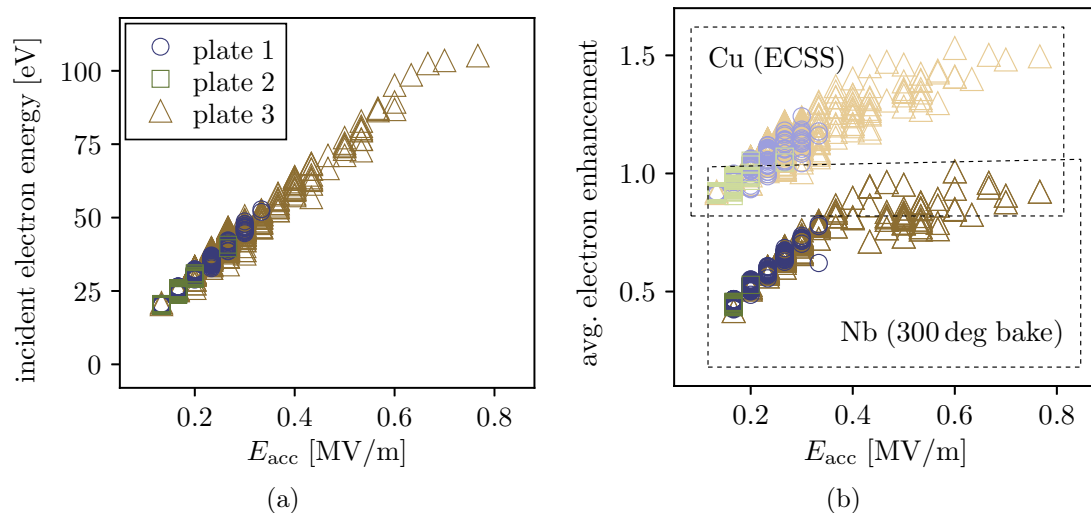 incident electron energy [eV]
100
75
50
25
0
plate 1
plate 2
plate 3
0.2 0.4 0.6 0.8
E_acc [MV/m]
(a)
avg. electron enhancement
1.5
1.0
0.5
Cu (ECSS)
Nb (300 deg bake)
0.2 0.4 0.6 0.8
E_acc [MV/m]
(b)